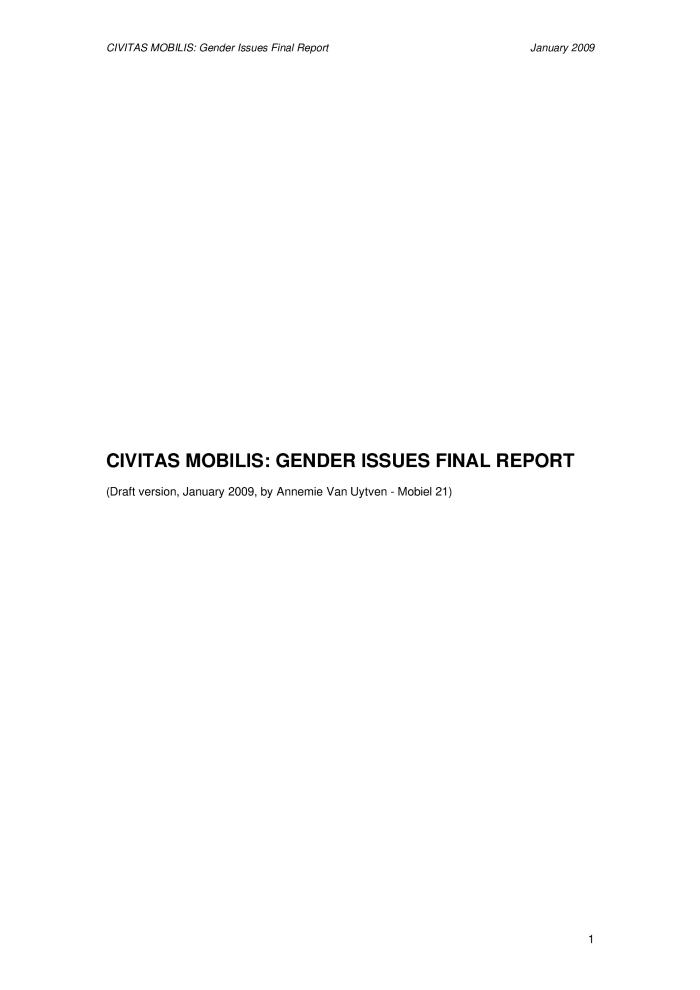 CIVITAS MOBILIS: Gender Issues Final Report January 2009
CIVITAS MOBILIS: GENDER ISSUES FINAL REPORT
(Draft version, January 2009, by Annemie Van Uytven - Mobiel 21)
1